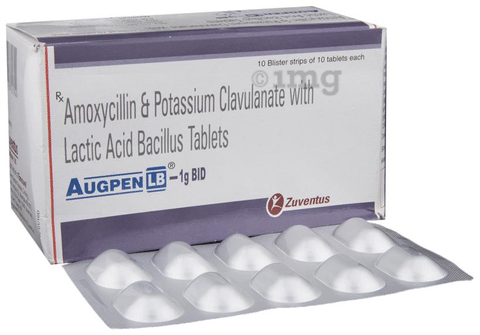 10 Blister strips of 10 tablets each
1mg
Rx Amoxycillin & Potassium Clavulanate with
Lactic Acid Bacillus Tablets
AUGPEN LB® –1g BID
Zuventus